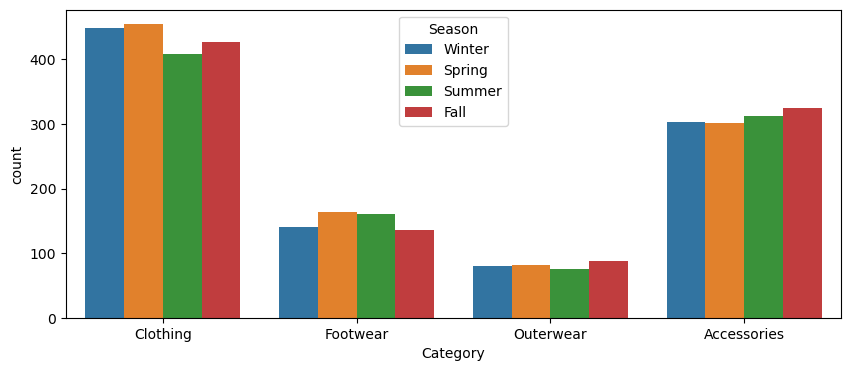 Season
Winter
Spring
Summer
Fall
count
400
300
200
100
0
Clothing Footwear Outerwear Accessories
Category